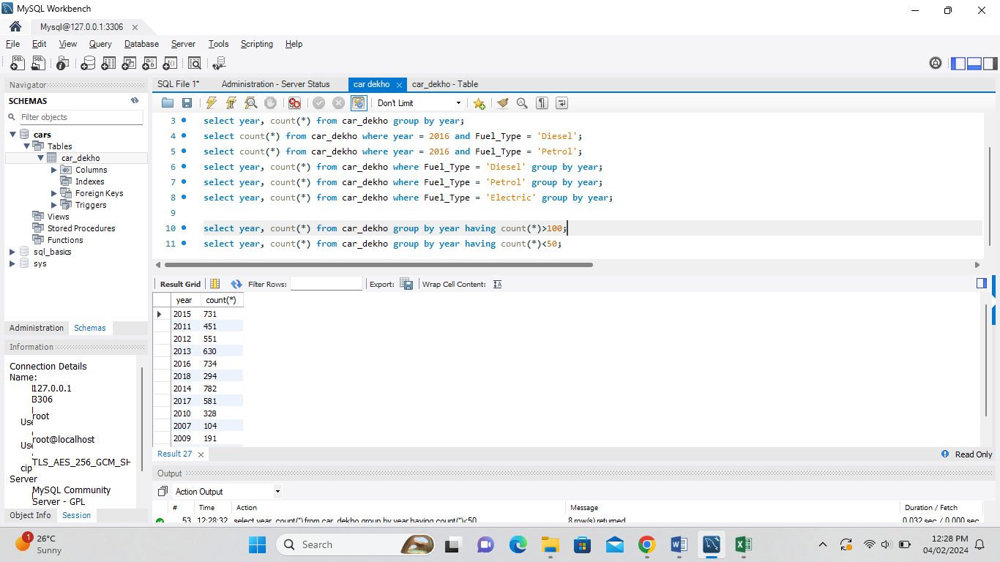 MySQL Workbench
Mysql@127.0.0.1:3306
File Edit View Query Database Server Tools Scripting Help
Navigator
SCHEMAS
Filter objects
cars
Tables
car_dekho
Columns
Indexes
Foreign Keys
Triggers
Views
Stored Procedures
Functions
sql_basics
sys
Administration Schemas
Information
Connection Details
Name:
127.0.0.1
3306
root
Use
root@localhost
Use
TLS_AES_256_GCM_SH
cip
Server
MySQL Community
Server - GPL
Object Info Session
SQL File 1* Administration - Server Status car dekho car_dekho - Table
Don't Limit
3 select year, count(*) from car_dekho group by year;
4 select count(*) from car_dekho where year = 2016 and Fuel_Type = 'Diesel';
5 select count(*) from car_dekho where year = 2016 and Fuel_Type = 'Petrol';
6 select year, count(*) from car_dekho where Fuel_Type = 'Diesel' group by year;
7 select year, count(*) from car_dekho where Fuel_Type = 'Petrol' group by year;
8 select year, count(*) from car_dekho where Fuel_Type = 'Electric' group by year;
9
10 select year, count(*) from car_dekho group by year having count(*)>100;
11 select year, count(*) from car_dekho group by year having count(*)<50;
Result Grid Filter Rows: Export: Wrap Cell Content:
year count(*)
2015 731
2011 451
2012 551
2013 630
2016 734
2018 294
2014 782
2017 581
2010 328
2007 104
2009 191
Result 27 Read Only
Output
Action Output
# Time Action Message Duration / Fetch
53 12:28:32 select year, count(*) from car_dekho group by year having count(*)<50 8 row(s) returned 0.032 sec / 0.000 sec
1
26°C
Sunny
Search
12:28 PM
04/02/2024